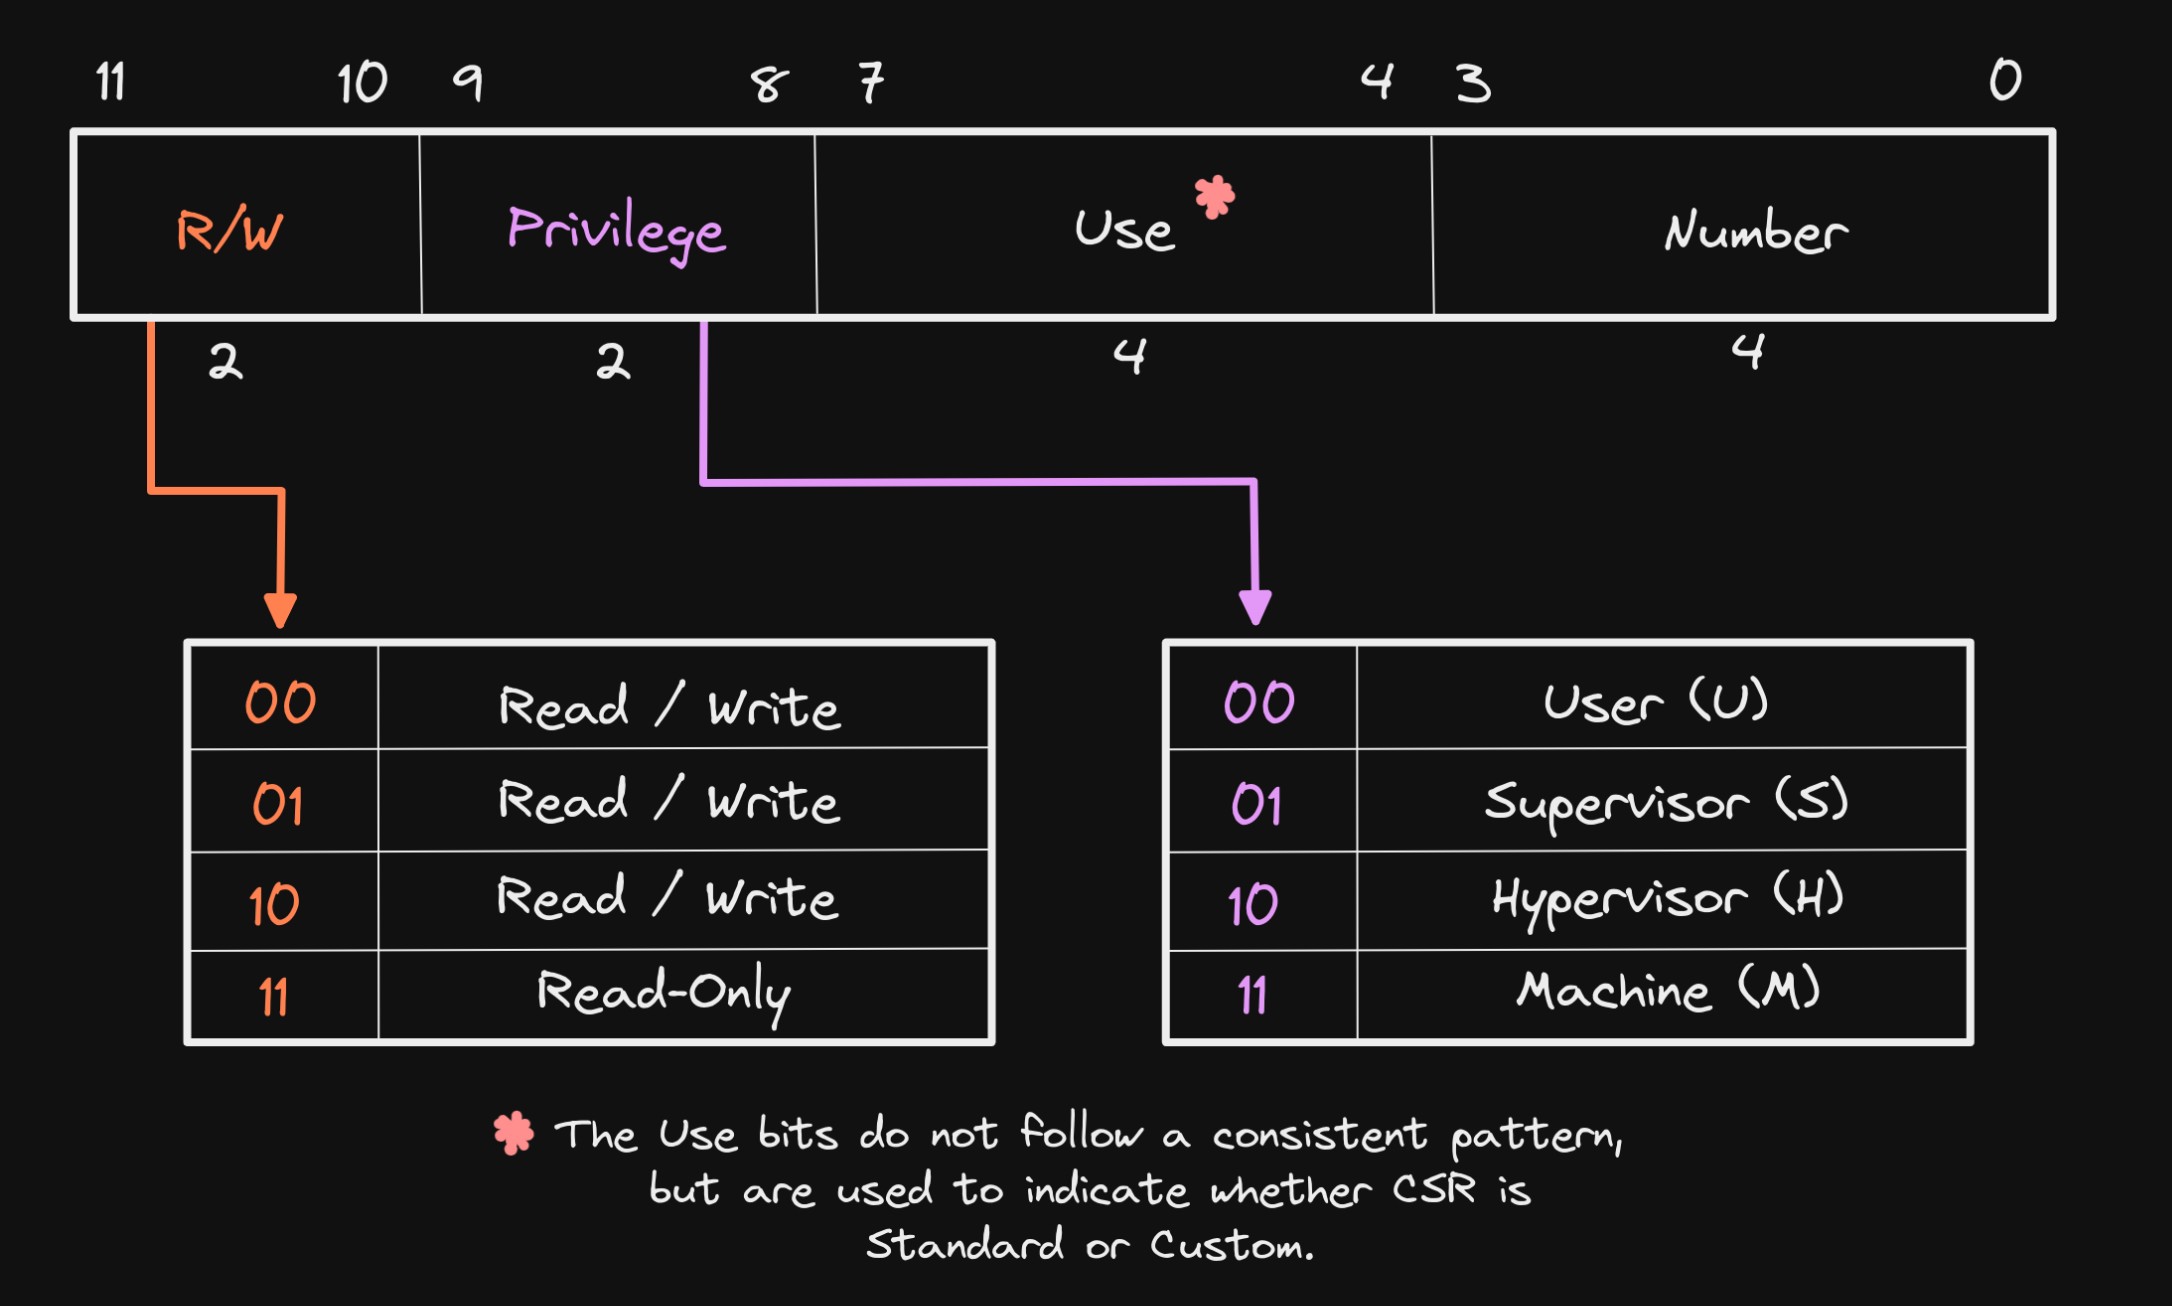 11 10 9 8 7 4 3 0
R/W Privilege Use * Number
2 2 4 4
00 Read / Write
01 Read / Write
10 Read / Write
11 Read-Only
00 User (U)
01 Supervisor (S)
10 Hypervisor (H)
11 Machine (M)
* The Use bits do not follow a consistent pattern,
but are used to indicate whether CSR is
Standard or Custom.